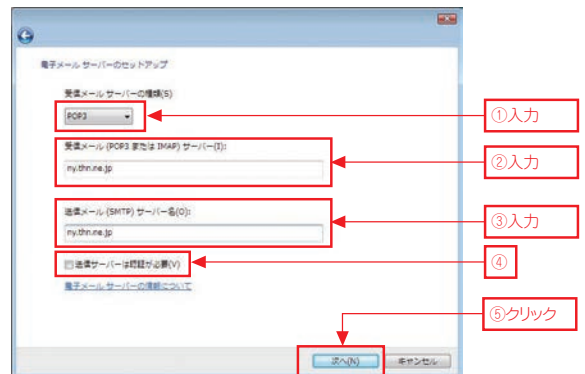 電子メール サーバーのセットアップ
受信メール サーバーの種類(S)
POP3
①入力
受信メール (POP3 または IMAP) サーバー(I):
ny.thn.ne.jp
②入力
送信メール (SMTP) サーバー名(O):
ny.thn.ne.jp
③入力
送信サーバーは認証が必要(V)
④
電子メール サーバーの情報について
⑤クリック
次へ(N)
キャンセル